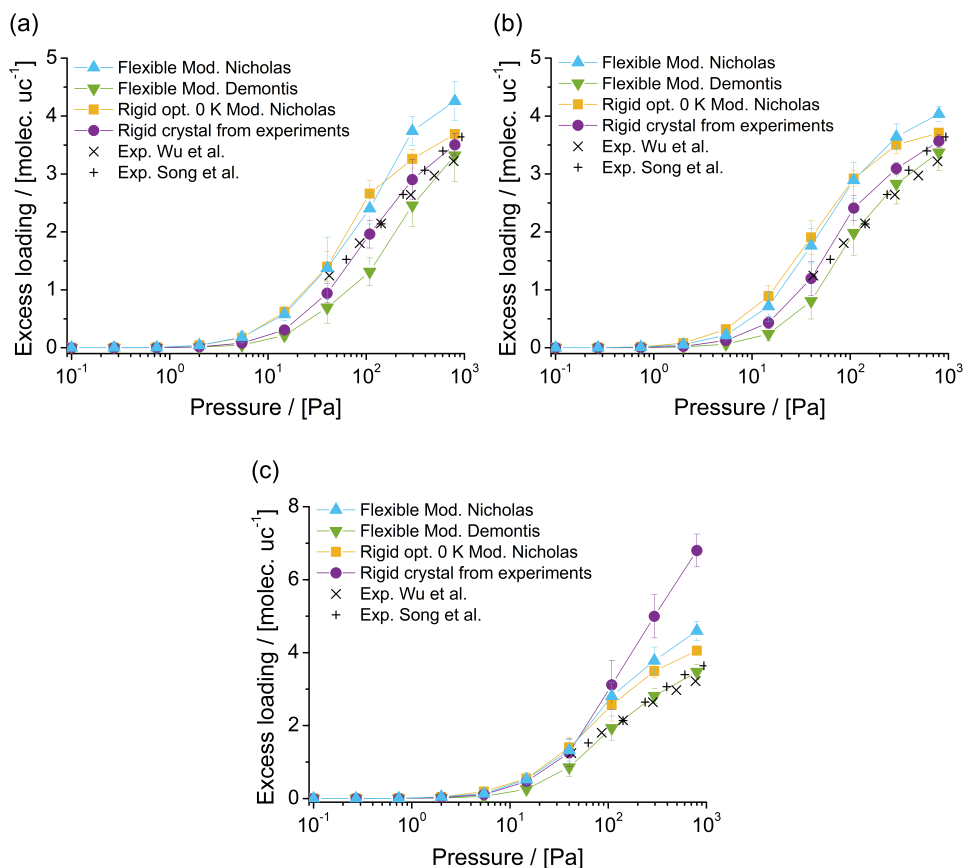 (a)
Flexible Mod. Nicholas
Flexible Mod. Demontis
Rigid opt. 0 K Mod. Nicholas
Rigid crystal from experiments
Exp. Wu et al.
Exp. Song et al.
5
4
3
2
1
0
Excess loading / [molec. uc⁻¹]
10⁻¹ 10⁰ 10¹ 10² 10³
Pressure / [Pa]
(b)
Flexible Mod. Nicholas
Flexible Mod. Demontis
Rigid opt. 0 K Mod. Nicholas
Rigid crystal from experiments
Exp. Wu et al.
Exp. Song et al.
5
4
3
2
1
0
Excess loading / [molec. uc⁻¹]
10⁻¹ 10⁰ 10¹ 10² 10³
Pressure / [Pa]
(c)
Flexible Mod. Nicholas
Flexible Mod. Demontis
Rigid opt. 0 K Mod. Nicholas
Rigid crystal from experiments
Exp. Wu et al.
Exp. Song et al.
8
6
4
2
0
Excess loading / [molec. uc⁻¹]
10⁻¹ 10⁰ 10¹ 10² 10³
Pressure / [Pa]